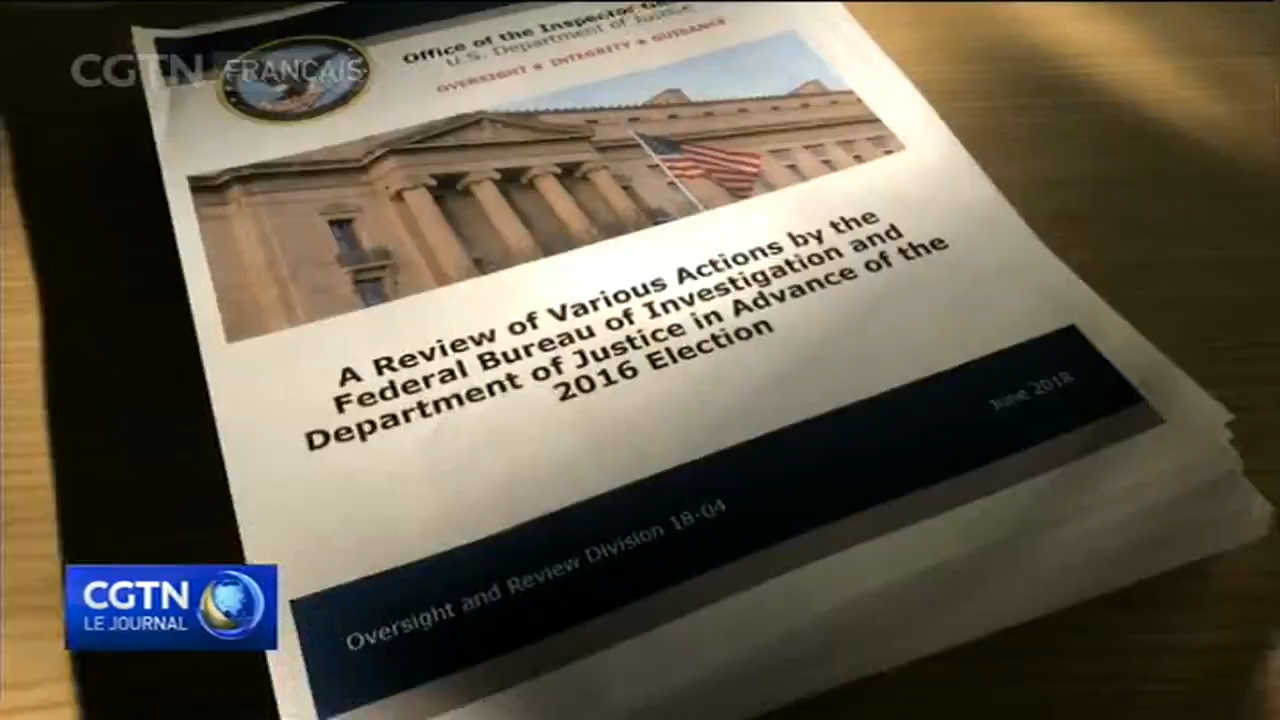 CGTN FRANÇAIS
Office of the Inspector
U.S. Department of Justice
OVERSIGHT ★ INTEGRITY ★ GUIDANCE
A Review of Various Actions by the
Federal Bureau of Investigation and
Department of Justice in Advance of the
2016 Election
June 2018
Oversight and Review Division 18-04
CGTN
LE JOURNAL